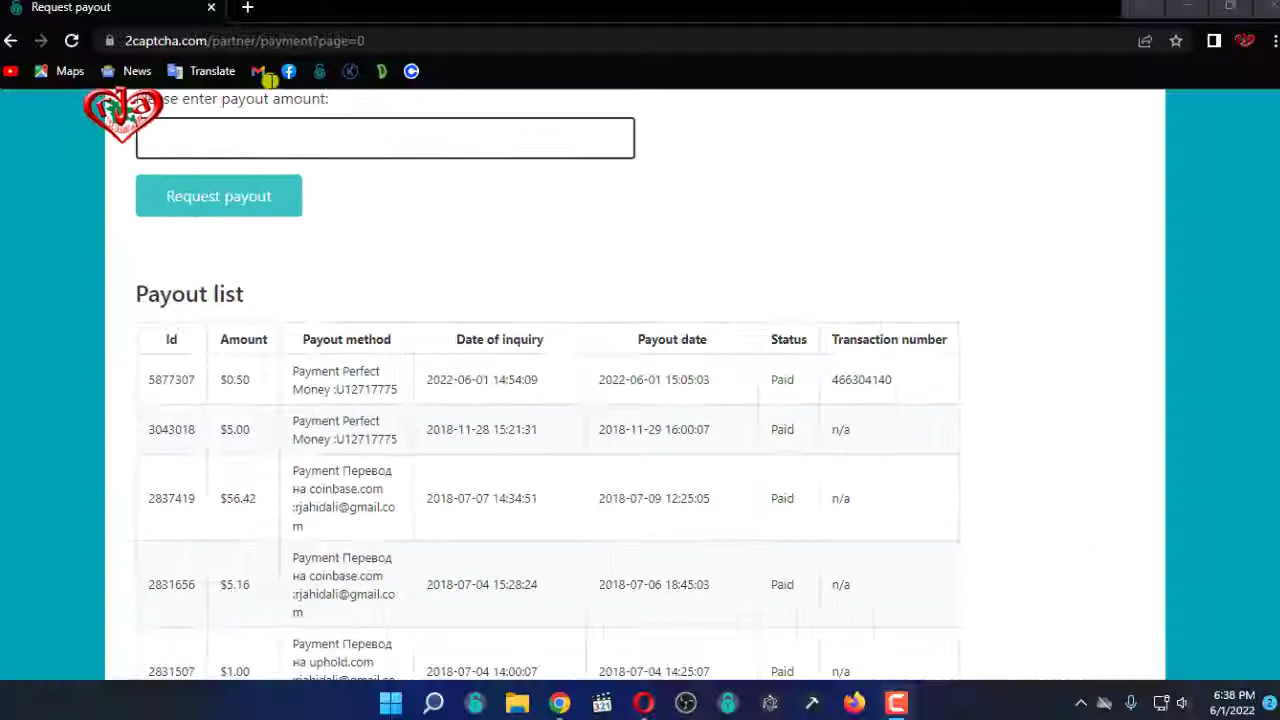 Request payout
2captcha.com/partner/payment?page=0
Maps
News
Translate
se enter payout amount:
Request payout
Payout list
Id
Amount
Payout method
Date of inquiry
Payout date
Status
Transaction number
5877307
$0.50
Payment Perfect
Money :U12717775
2022-06-01 14:54:09
2022-06-01 15:05:03
Paid
466304140
3043018
$5.00
Payment Perfect
Money :U12717775
2018-11-28 15:21:31
2018-11-29 16:00:07
Paid
n/a
2837419
$56.42
Payment Перевод
на coinbase.com
:rjahidali@gmail.co
m
2018-07-07 14:34:51
2018-07-09 12:25:05
Paid
n/a
2831656
$5.16
Payment Перевод
на coinbase.com
:rjahidali@gmail.co
m
2018-07-04 15:28:24
2018-07-06 18:45:03
Paid
n/a
2831507
$1.00
Payment Перевод
на uphold.com
:rjahidali@gmail.co
2018-07-04 14:00:07
2018-07-04 14:25:07
Paid
n/a
321
6:38 PM
6/1/2022
2